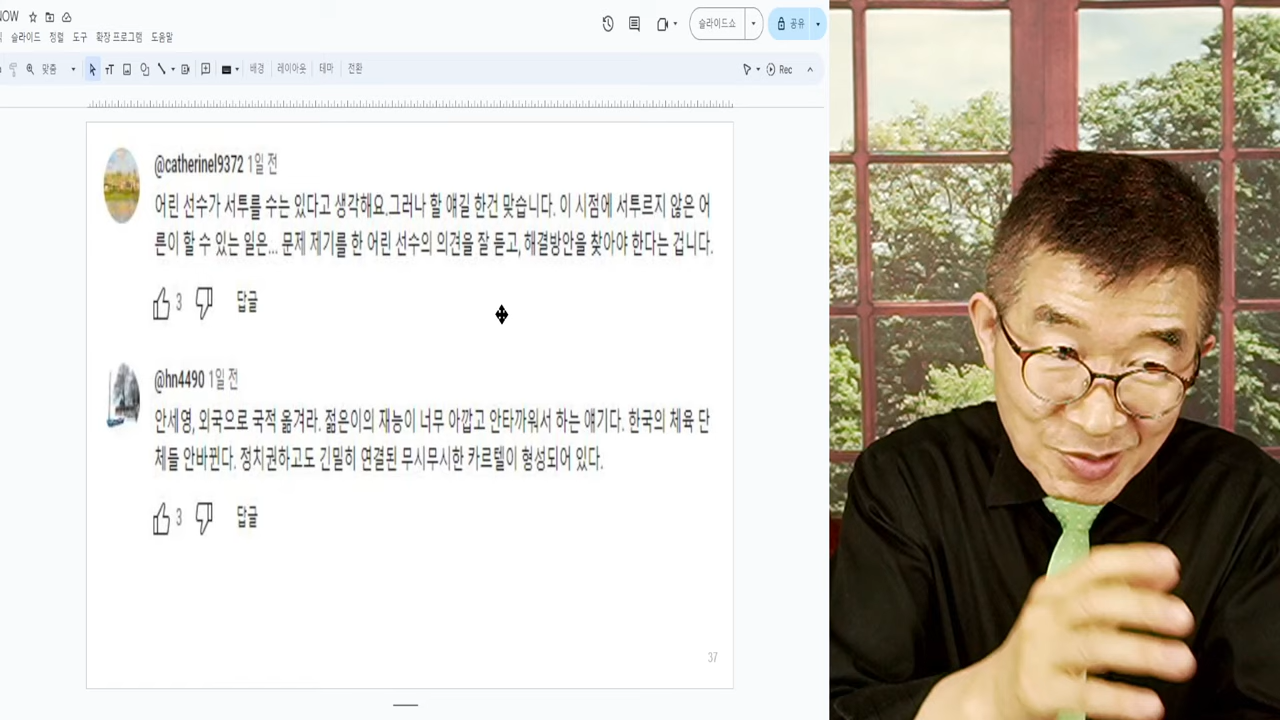 NOW
슬라이드 정렬 도구 확장 프로그램 도움말
슬라이드쇼
공유
맞춤
배경 레이아웃 테마 전환
Rec
@catherinel9372 1일 전
어린 선수가 서투를 수는 있다고 생각해요.그러나 할 얘길 한건 맞습니다. 이 시점에 서투르지 않은 어
른이 할 수 있는 일은... 문제 제기를 한 어린 선수의 의견을 잘 듣고, 해결방안을 찾아야 한다는 겁니다.
3 답글
@hn4490 1일 전
안세영, 외국으로 국적 옮겨라. 젊은이의 재능이 너무 아깝고 안타까워서 하는 얘기다. 한국의 체육 단
체들 안바뀐다. 정치권하고도 긴밀히 연결된 무시무시한 카르텔이 형성되어 있다.
3 답글
37